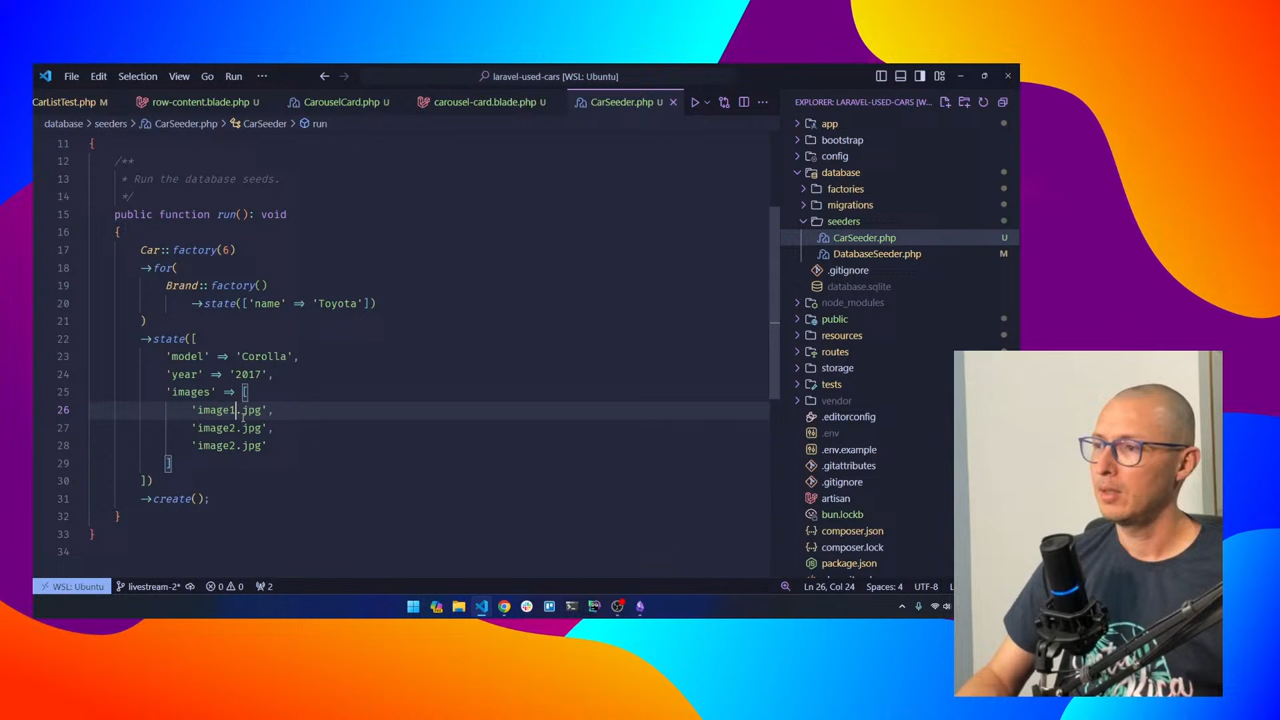 File Edit Selection View Go Run ... laravel-used-cars [WSL: Ubuntu]
CarListTest.php M row-content.blade.php U CarouselCard.php U carousel-card.blade.php U CarSeeder.php U
EXPLORER: LARAVEL-USED-CARS [W...
database > seeders > CarSeeder.php > CarSeeder > run
11 {
12 /**
13 * Run the database seeds.
14 */
15 public function run(): void
16 {
17 Car::factory(6)
18 ->for(
19 Brand::factory()
20 ->state(['name' => 'Toyota'])
21 )
22 ->state([
23 'model' => 'Corolla',
24 'year' => '2017',
25 'images' => [
26 'image1.jpg',
27 'image2.jpg',
28 'image2.jpg'
29 ]
30 ])
31 ->create();
32 }
33 }
34
app
bootstrap
config
database
factories
migrations
seeders
CarSeeder.php U
DatabaseSeeder.php M
.gitignore
database.sqlite
node_modules
public
resources
routes
storage
tests
vendor
.editorconfig
.env
.env.example
.gitattributes
.gitignore
artisan
bun.lockb
composer.json
composer.lock
package.json
WSL: Ubuntu livestream-2* 0 0 2 Ln 26, Col 24 Spaces: 4 UTF-8